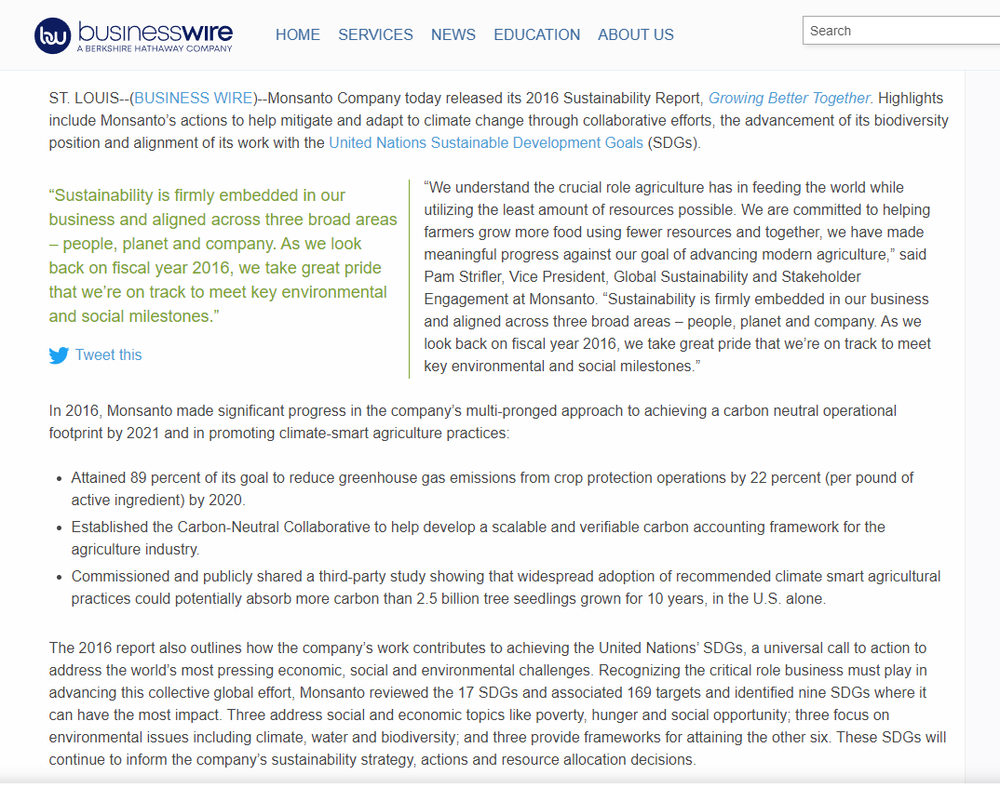 businesswire
A BERKSHIRE HATHAWAY COMPANY
HOME SERVICES NEWS EDUCATION ABOUT US
Search
ST. LOUIS--(BUSINESS WIRE)--Monsanto Company today released its 2016 Sustainability Report, Growing Better Together. Highlights
include Monsanto’s actions to help mitigate and adapt to climate change through collaborative efforts, the advancement of its biodiversity
position and alignment of its work with the United Nations Sustainable Development Goals (SDGs).
“Sustainability is firmly embedded in our
business and aligned across three broad areas
– people, planet and company. As we look
back on fiscal year 2016, we take great pride
that we’re on track to meet key environmental
and social milestones.”
Tweet this
“We understand the crucial role agriculture has in feeding the world while
utilizing the least amount of resources possible. We are committed to helping
farmers grow more food using fewer resources and together, we have made
meaningful progress against our goal of advancing modern agriculture,” said
Pam Strifler, Vice President, Global Sustainability and Stakeholder
Engagement at Monsanto. “Sustainability is firmly embedded in our business
and aligned across three broad areas – people, planet and company. As we
look back on fiscal year 2016, we take great pride that we’re on track to meet
key environmental and social milestones.”
In 2016, Monsanto made significant progress in the company’s multi-pronged approach to achieving a carbon neutral operational
footprint by 2021 and in promoting climate-smart agriculture practices:
• Attained 89 percent of its goal to reduce greenhouse gas emissions from crop protection operations by 22 percent (per pound of
active ingredient) by 2020.
• Established the Carbon-Neutral Collaborative to help develop a scalable and verifiable carbon accounting framework for the
agriculture industry.
• Commissioned and publicly shared a third-party study showing that widespread adoption of recommended climate smart agricultural
practices could potentially absorb more carbon than 2.5 billion tree seedlings grown for 10 years, in the U.S. alone.
The 2016 report also outlines how the company’s work contributes to achieving the United Nations’ SDGs, a universal call to action to
address the world’s most pressing economic, social and environmental challenges. Recognizing the critical role business must play in
advancing this collective global effort, Monsanto reviewed the 17 SDGs and associated 169 targets and identified nine SDGs where it
can have the most impact. Three address social and economic topics like poverty, hunger and social opportunity; three focus on
environmental issues including climate, water and biodiversity; and three provide frameworks for attaining the other six. These SDGs will
continue to inform the company’s sustainability strategy, actions and resource allocation decisions.